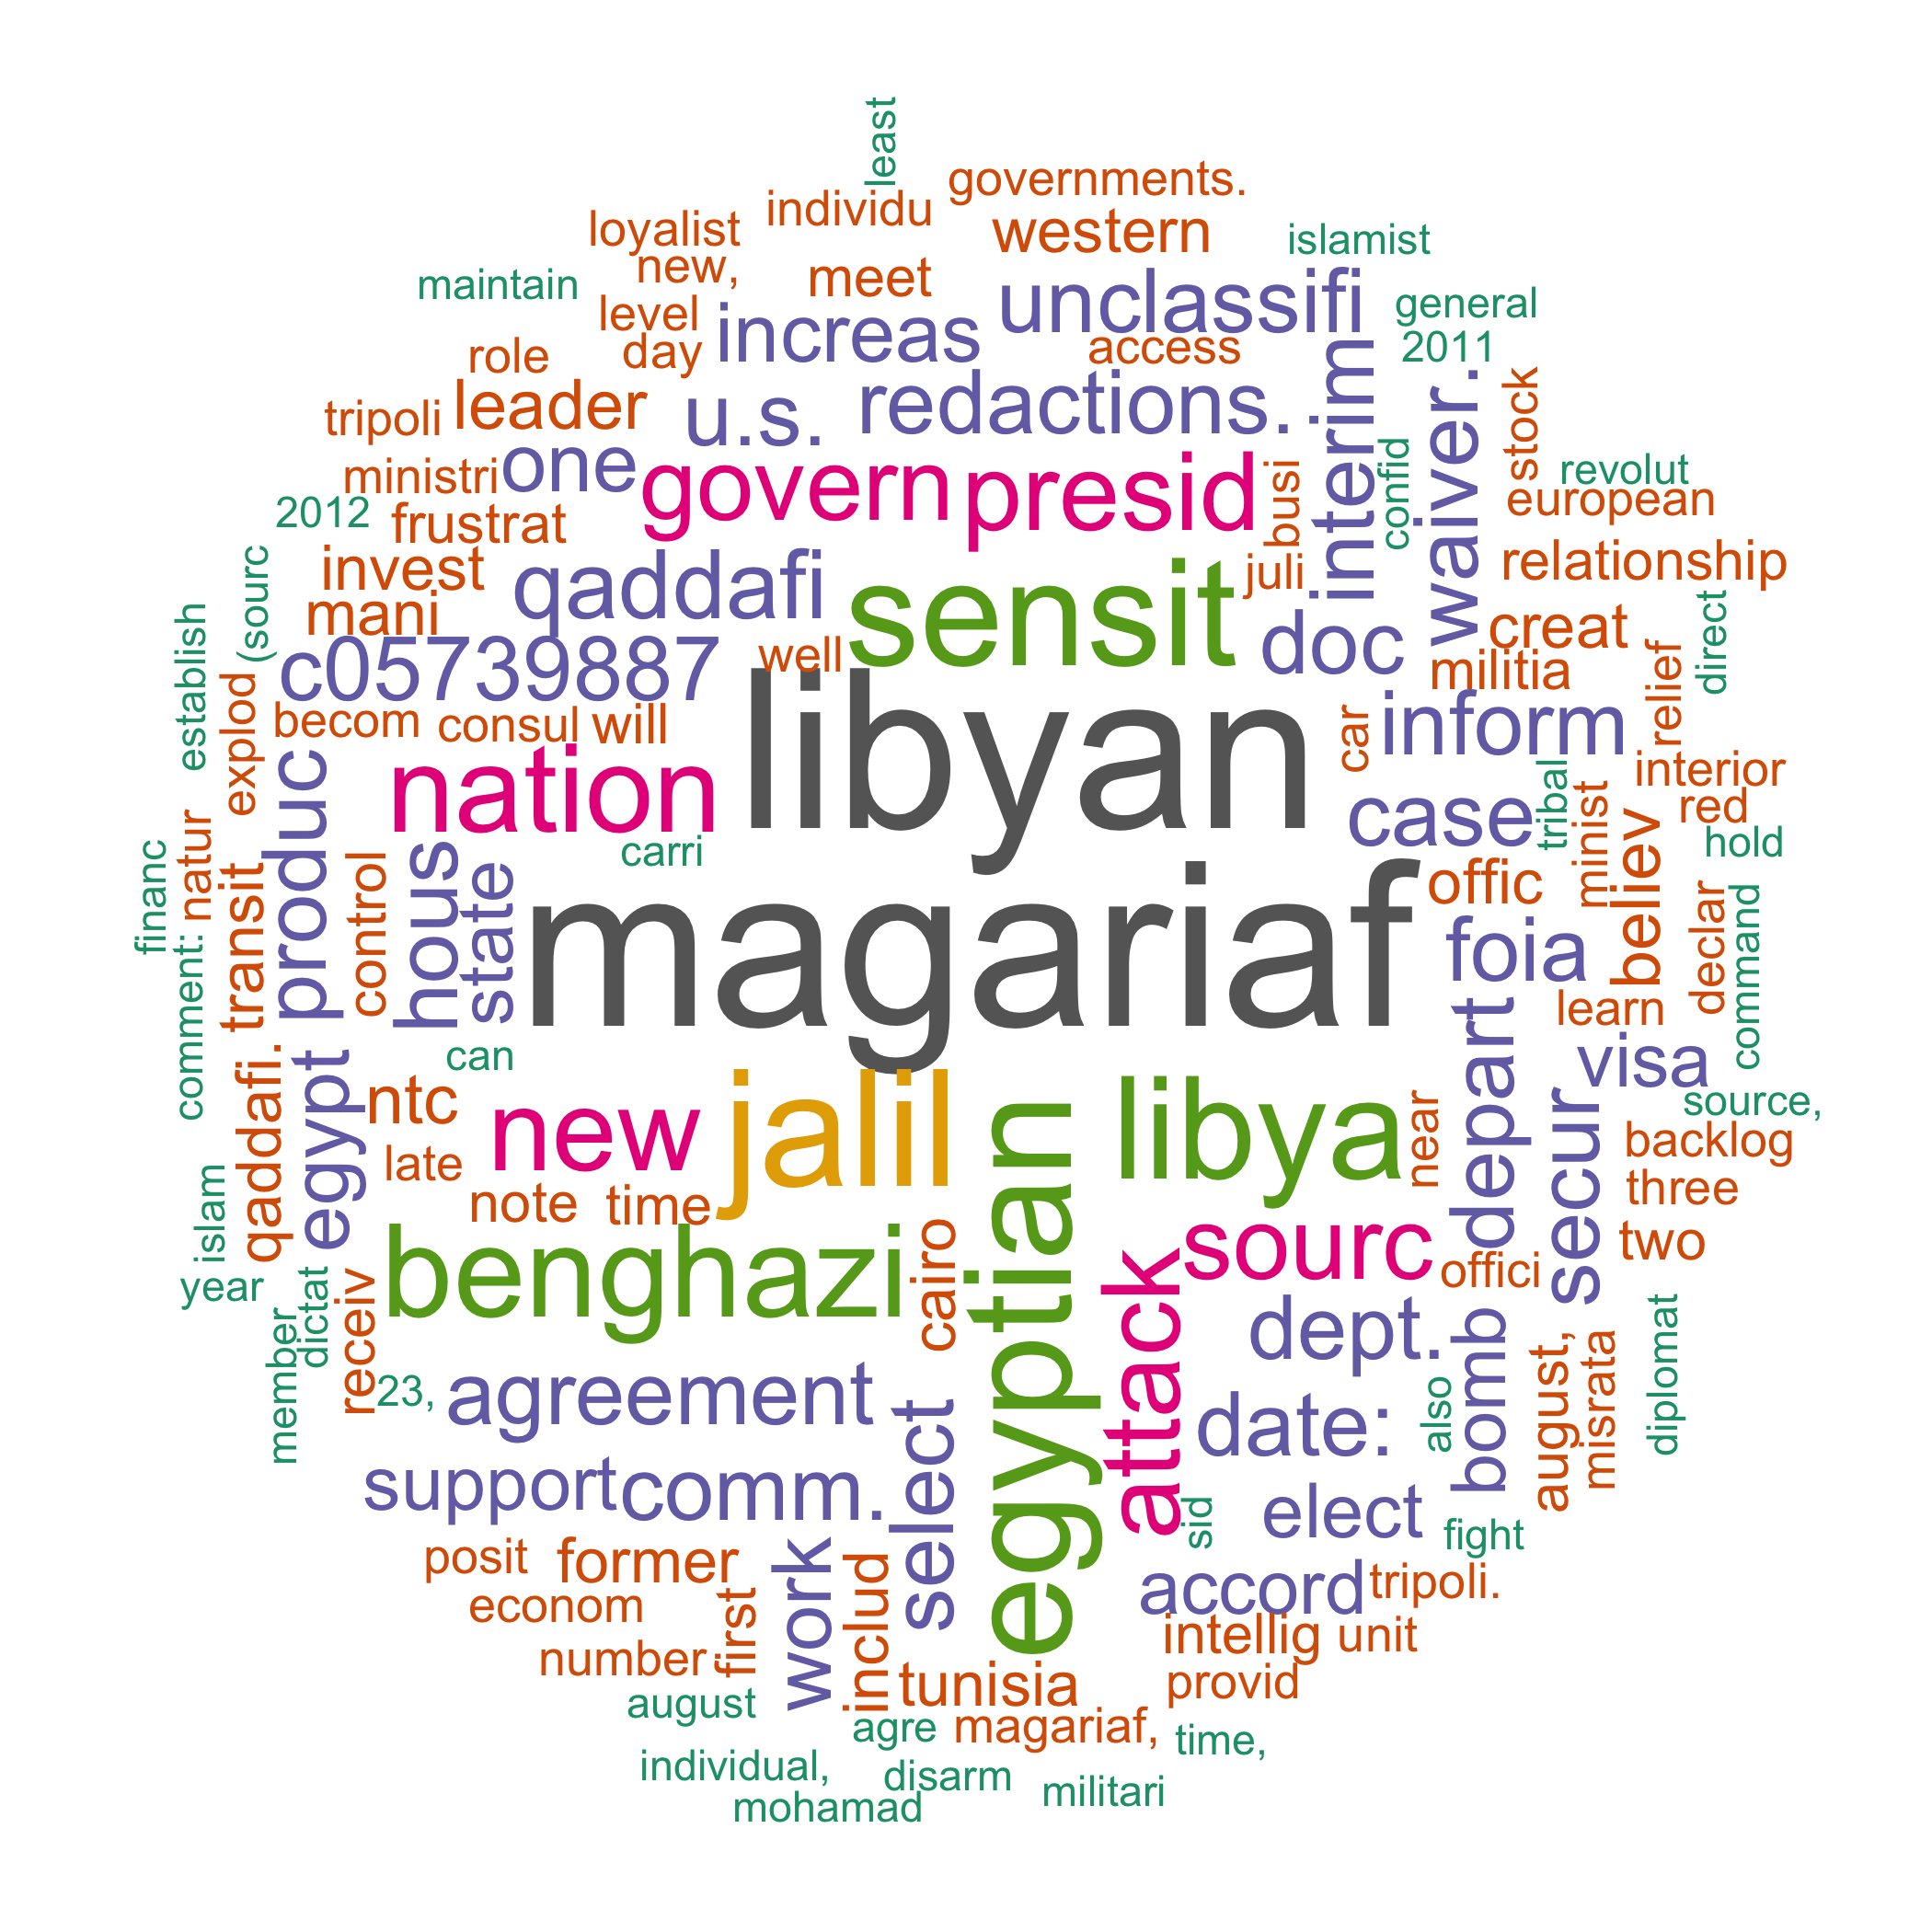 least
governments.
individu
loyalist
western
islamist
new,
meet
maintain
unclassifi
general
level
increas
access
2011
role
day
redactions.
interim
waiver.
stock
leader
u.s.
tripoli
one
confid
revolut
ministri
govern
presid
busi
european
2012
frustrat
qaddafi
sensit
juli
relationship
invest
(sourc
mani
c05739887
well
doc
creat
direct
establish
militia
relief
explod
becom
consul
will
libyan
car
inform
nation
interior
produc
case
tribal
minist
red
hold
financ
natur
carri
believ
transit
control
hous
state
magariaf
offic
foia
declar
command
comment:
learn
can
depart
visa
qaddafi.
egypt
ntc
new
jalil
egyptian
libya
near
secur
source,
backlog
late
islam
note
time
sourc
three
year
benghazi
cairo
attack
offici
two
member
dictat
receiv
dept.
bomb
august,
misrata
diplomat
23,
agreement
select
date:
also
support
comm.
sid
elect
fight
posit
former
work
includ
accord
tripoli.
econom
first
intellig
unit
number
tunisia
provid
august
agre
magariaf,
time,
individual,
disarm
militari
mohamad